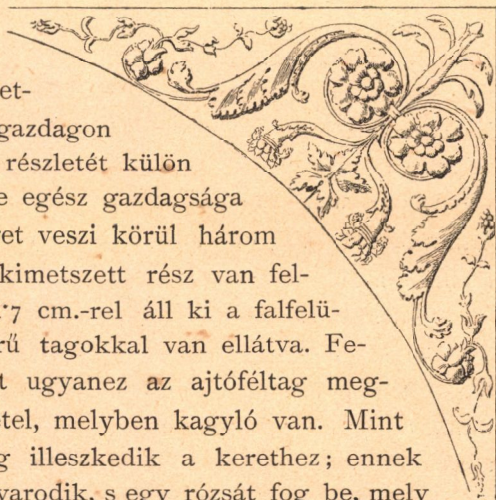 et-
gazdagon
részletét külön
e egész gazdagsága
ret veszi körül három
kimetszett rész van fel-
·7 cm.-rel áll ki a falfelü-
rű tagokkal van ellátva. Fe-
t ugyanez az ajtóféltag meg-
étel, melyben kagyló van. Mint
g illeszkedik a kerethez; ennek
varodik, s egy rózsát fog be, mely